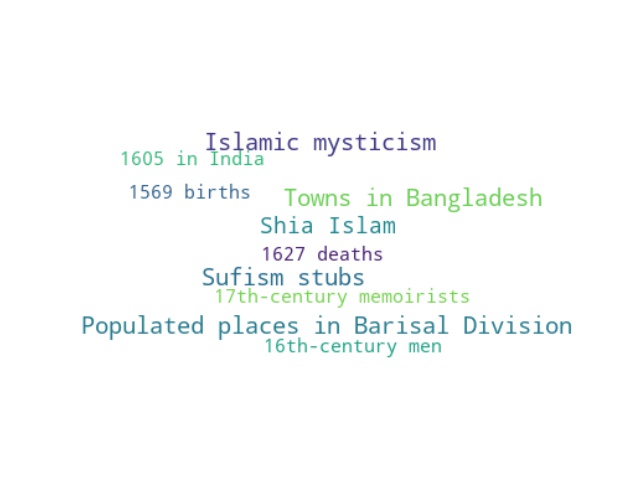 Islamic mysticism
1605 in India
1569 births
Towns in Bangladesh
Shia Islam
1627 deaths
Sufism stubs
17th-century memoirists
Populated places in Barisal Division
16th-century men